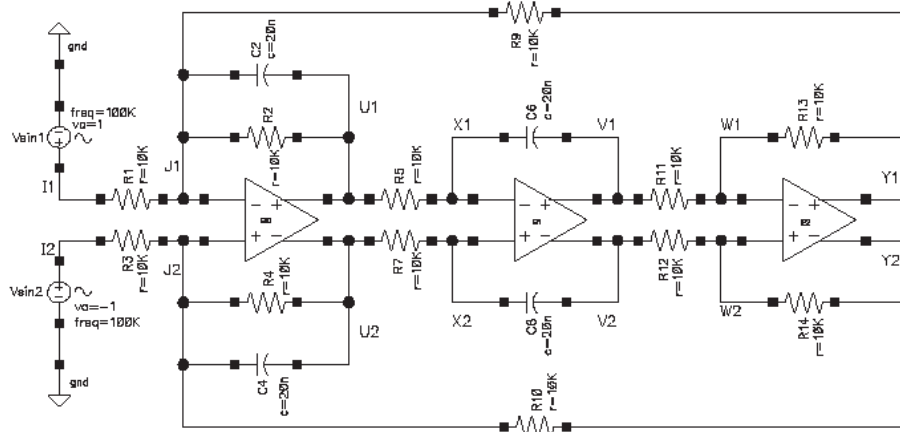 R9
r=10K
gnd
C2
c=20n
freq=100K
va=1
Vsin1
I1
R1
r=10K
J1
R2
r=10K
U1
R5
r=10K
X1
C6
c=20n
V1
R11
r=10K
W1
R13
r=10K
Y1
I2
R3
r=10K
J2
R4
r=10K
U2
R7
r=10K
X2
C8
c=20n
V2
R12
r=10K
W2
R14
r=10K
Y2
Vsin2
va=-1
freq=100K
gnd
C4
c=20n
R10
r=10K